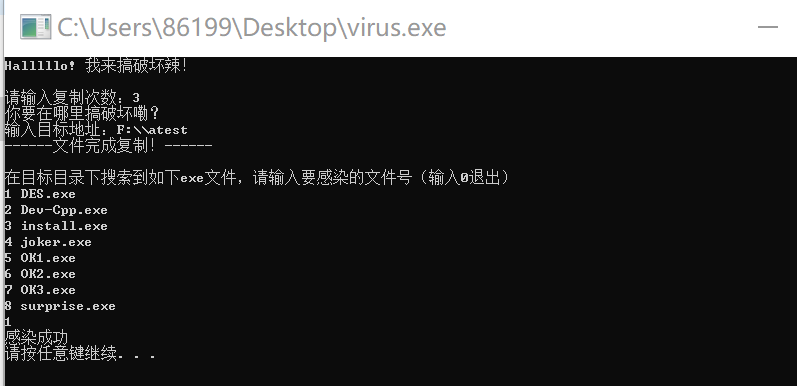 C:\Users\86199\Desktop\virus.exe
Halllllo! 我来搞破坏辣!
请输入复制次数: 3
你要在哪里搞破坏嘞?
输入目标地址: F:\\atest
------文件完成复制! ------
在目标目录下搜索到如下exe文件, 请输入要感染的文件号 (输入0退出)
1 DES.exe
2 Dev-Cpp.exe
3 install.exe
4 joker.exe
5 OK1.exe
6 OK2.exe
7 OK3.exe
8 surprise.exe
1
感染成功
请按任意键继续. . .